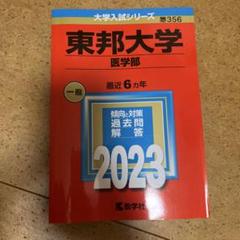 大学入試シリーズ
356
東邦大学
医学部
一般
最近6カ年
傾向と対策
過去問
解答
2023
教学社